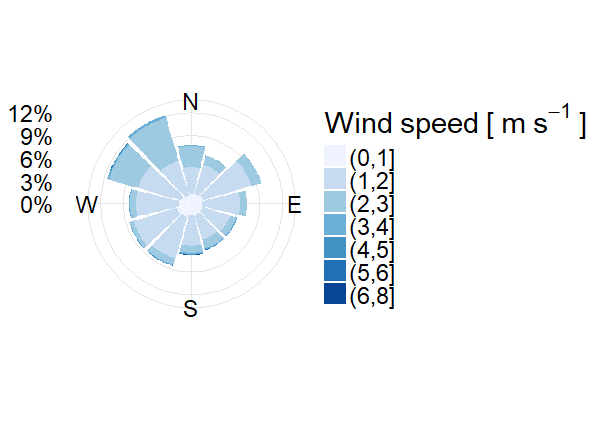 N
12%
9%
6%
3%
0%
W
E
S
Wind speed [ m s⁻¹ ]
(0,1]
(1,2]
(2,3]
(3,4]
(4,5]
(5,6]
(6,8]